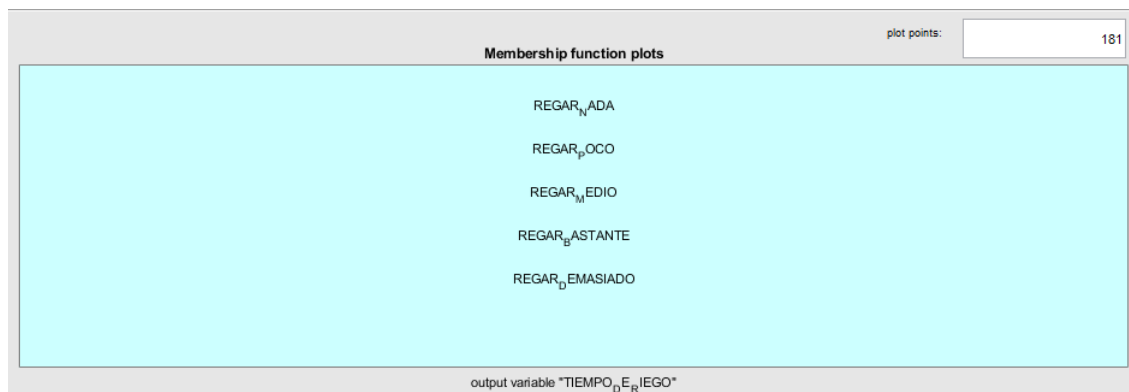 plot points:
181
Membership function plots
REGAR_NADA
REGAR_POCO
REGAR_MEDIO
REGAR_BASTANTE
REGAR_DEMASIADO
output variable "TIEMPO_DE_RIEGO"